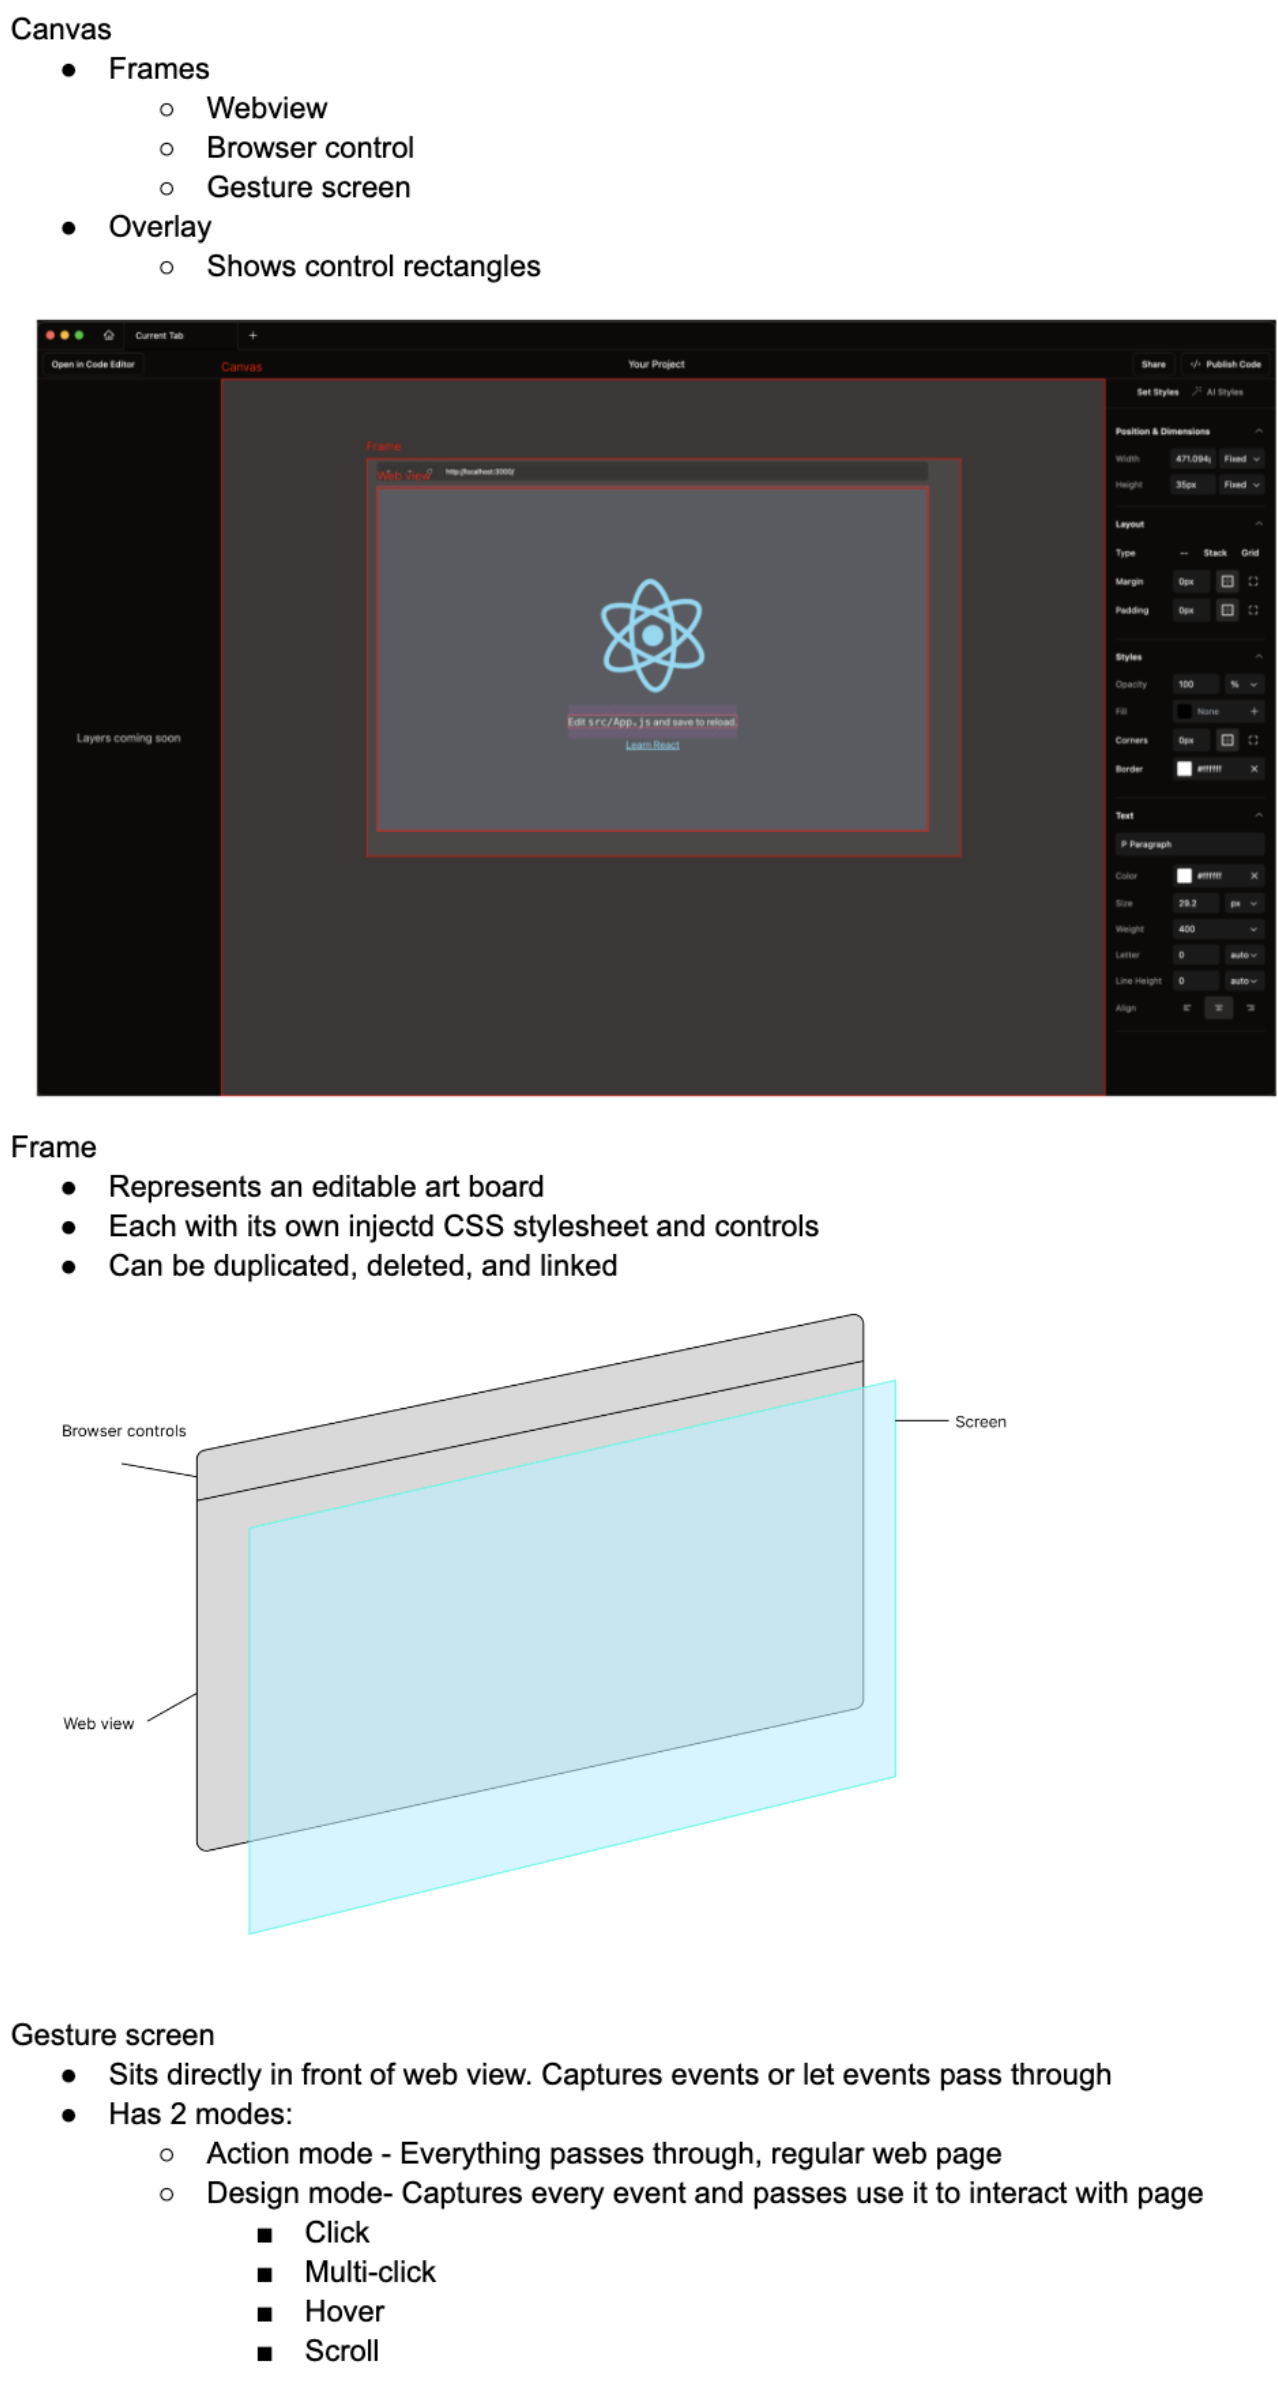 Canvas
● Frames
○ Webview
○ Browser control
○ Gesture screen
● Overlay
○ Shows control rectangles
Current Tab +
Open in Code Editor
Canvas
Your Project
Share
</> Publish Code
Set Styles
AI Styles
Frame
http://localhost:3000/
Web view
Edit src/App.js and save to reload.
Learn React
Layers coming soon
Position & Dimensions
Width 471.094 Fixed
Height 35px Fixed
Layout
Type -- Stack Grid
Margin 0px
Padding 0px
Styles
Opacity 100 %
Fill None +
Corners 0px
Border #ffffff ×
Text
P Paragraph
Color #ffffff ×
Size 29.2 px
Weight 400
Letter 0 auto
Line Height 0 auto
Align
Frame
● Represents an editable art board
● Each with its own injectd CSS stylesheet and controls
● Can be duplicated, deleted, and linked
Browser controls
Screen
Web view
Gesture screen
● Sits directly in front of web view. Captures events or let events pass through
● Has 2 modes:
○ Action mode - Everything passes through, regular web page
○ Design mode- Captures every event and passes use it to interact with page
■ Click
■ Multi-click
■ Hover
■ Scroll